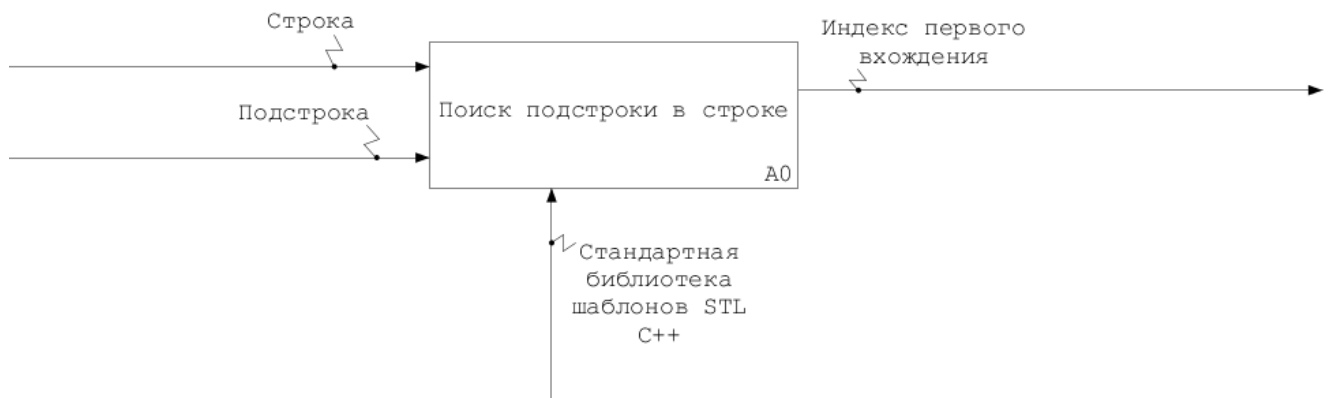 Строка
Индекс первого
вхождения
Подстрока
Поиск подстроки в строке
A0
Стандартная
библиотека
шаблонов STL
C++